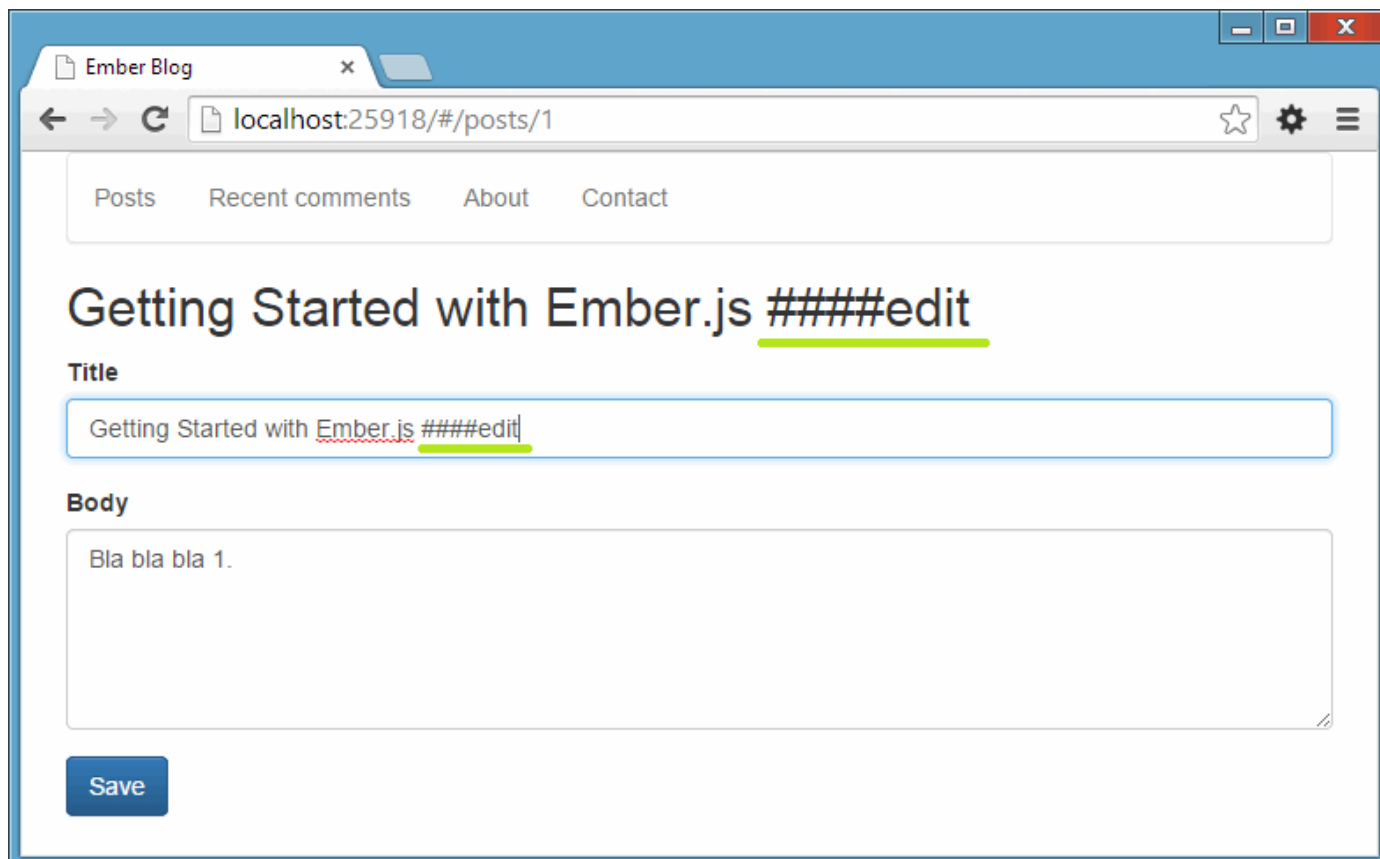 Ember Blog
localhost:25918/#/posts/1
Posts Recent comments About Contact
Getting Started with Ember.js ####edit
Title
Getting Started with Ember.js ####edit
Body
Bla bla bla 1.
Save